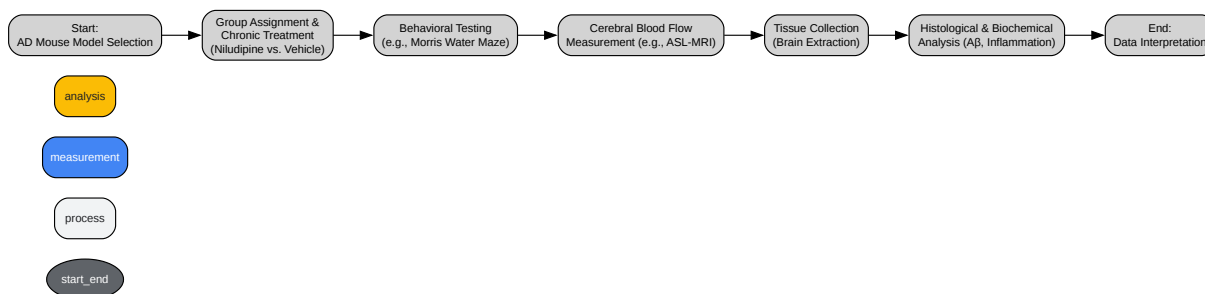 Start:
AD Mouse Model Selection
Group Assignment &
Chronic Treatment
(Niludipine vs. Vehicle)
Behavioral Testing
(e.g., Morris Water Maze)
Cerebral Blood Flow
Measurement (e.g., ASL-MRI)
Tissue Collection
(Brain Extraction)
Histological & Biochemical
Analysis (Aβ, Inflammation)
End:
Data Interpretation
analysis
measurement
process
start_end